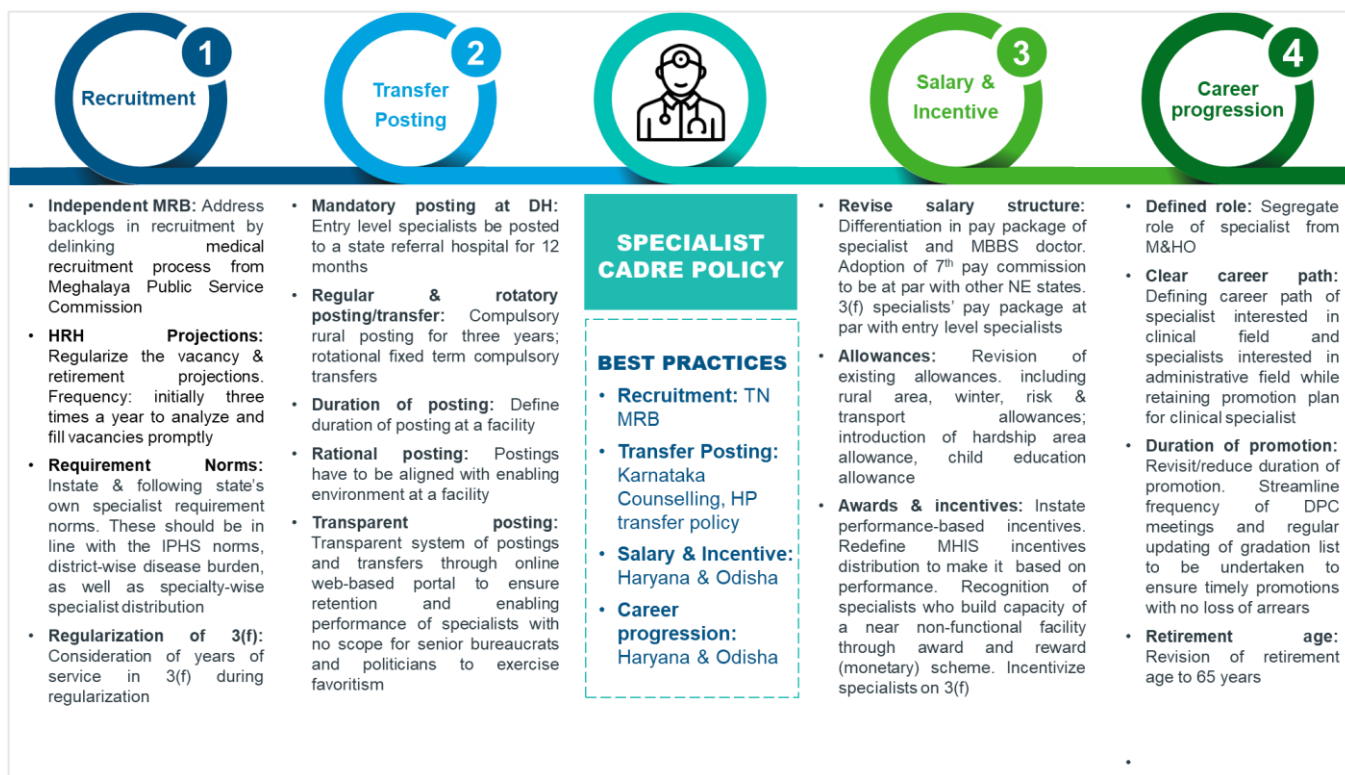 1
Recruitment
2
Transfer
Posting
3
Salary &
Incentive
4
Career
progression
• Independent MRB: Address
backlogs in recruitment by
delinking medical
recruitment process from
Meghalaya Public Service
Commission
• HRH Projections:
Regularize the vacancy &
retirement projections.
Frequency: initially three
times a year to analyze and
fill vacancies promptly
• Requirement Norms:
Instate & following state's
own specialist requirement
norms. These should be in
line with the IPHS norms,
district-wise disease burden,
as well as specialty-wise
specialist distribution
• Regularization of 3(f):
Consideration of years of
service in 3(f) during
regularization
• Mandatory posting at DH:
Entry level specialists be posted
to a state referral hospital for 12
months
• Regular & rotatory
posting/transfer: Compulsory
rural posting for three years;
rotational fixed term compulsory
transfers
• Duration of posting: Define
duration of posting at a facility
• Rational posting: Postings
have to be aligned with enabling
environment at a facility
• Transparent posting:
Transparent system of postings
and transfers through online
web-based portal to ensure
retention and enabling
performance of specialists with
no scope for senior bureaucrats
and politicians to exercise
favoritism
SPECIALIST
CADRE POLICY
BEST PRACTICES
• Recruitment: TN
MRB
• Transfer Posting:
Karnataka
Counselling, HP
transfer policy
• Salary & Incentive:
Haryana & Odisha
• Career
progression:
Haryana & Odisha
• Revise salary structure:
Differentiation in pay package of
specialist and MBBS doctor.
Adoption of 7th pay commission
to be at par with other NE states.
3(f) specialists' pay package at
par with entry level specialists
• Allowances: Revision of
existing allowances. including
rural area, winter, risk &
transport allowances;
introduction of hardship area
allowance, child education
allowance
• Awards & incentives: Instate
performance-based incentives.
Redefine MHIS incentives
distribution to make it based on
performance. Recognition of
specialists who build capacity of
a near non-functional facility
through award and reward
(monetary) scheme. Incentivize
specialists on 3(f)
• Defined role: Segregate
role of specialist from
M&HO
• Clear career path:
Defining career path of
specialist interested in
clinical field and
specialists interested in
administrative field while
retaining promotion plan
for clinical specialist
• Duration of promotion:
Revisit/reduce duration of
promotion. Streamline
frequency of DPC
meetings and regular
updating of gradation list
to be undertaken to
ensure timely promotions
with no loss of arrears
• Retirement age:
Revision of retirement
age to 65 years
•